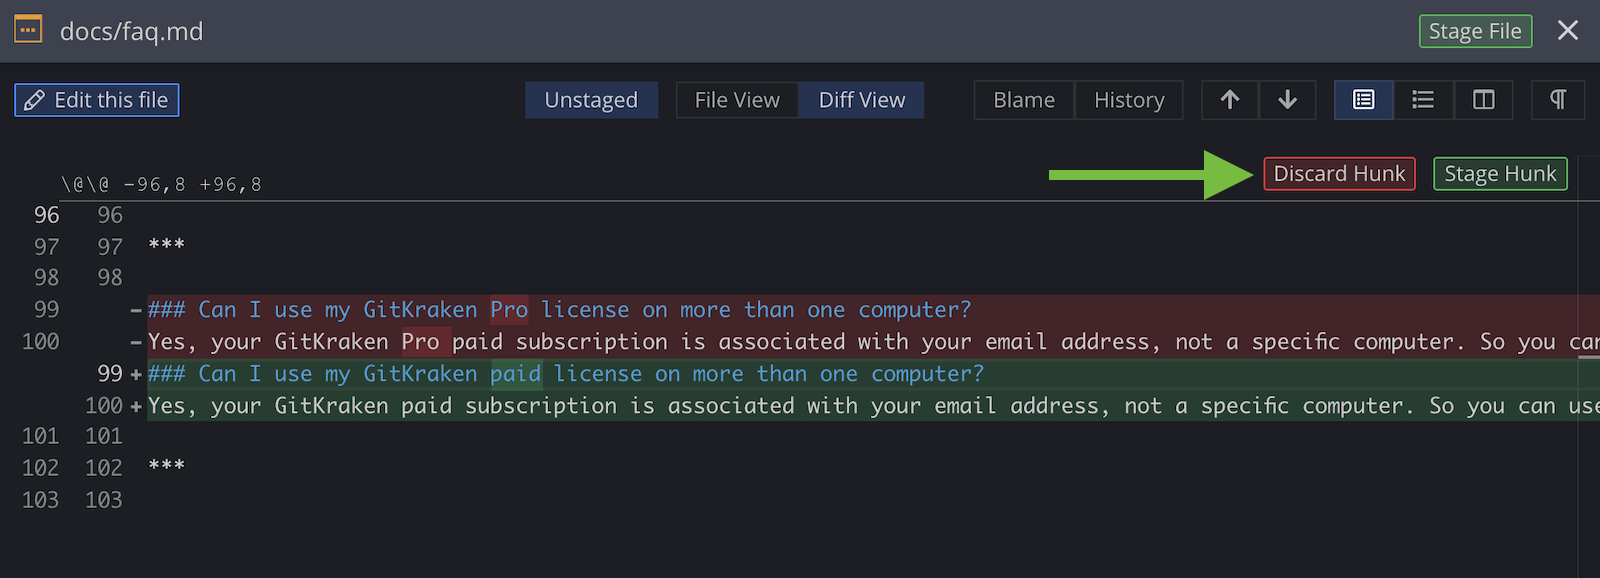 docs/faq.md Stage File
Edit this file Unstaged File View Diff View Blame History
\@\@ -96,8 +96,8 Discard Hunk Stage Hunk
96 96
97 97 ***
98 98
99 -### Can I use my GitKraken Pro license on more than one computer?
100 -Yes, your GitKraken Pro paid subscription is associated with your email address, not a specific computer. So you can
99 +### Can I use my GitKraken paid license on more than one computer?
100 +Yes, your GitKraken paid subscription is associated with your email address, not a specific computer. So you can use
101 101
102 102 ***
103 103